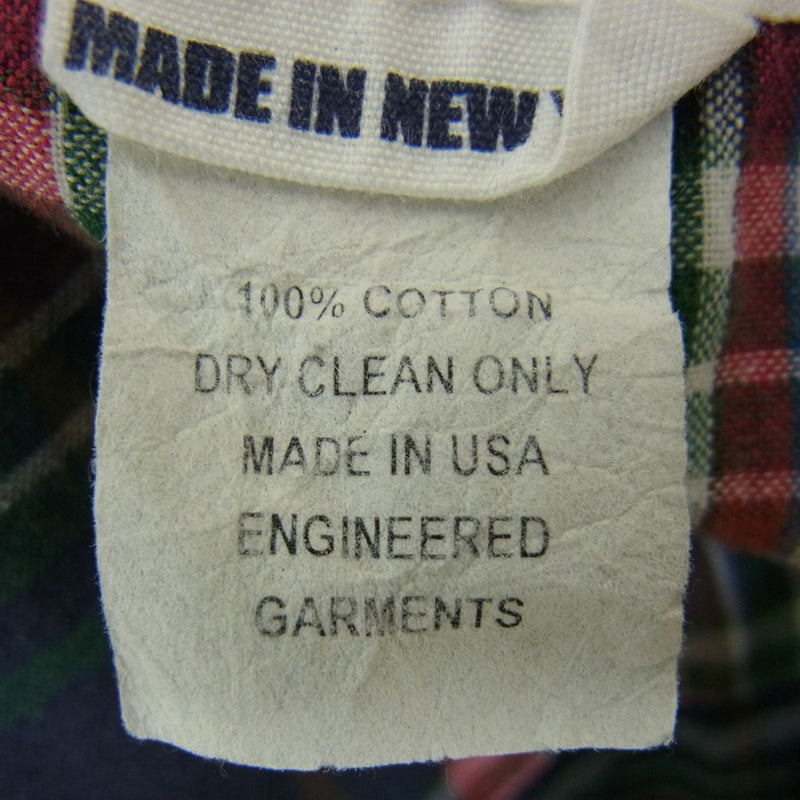 MADE IN NEW
100% COTTON
DRY CLEAN ONLY
MADE IN USA
ENGINEERED
GARMENTS